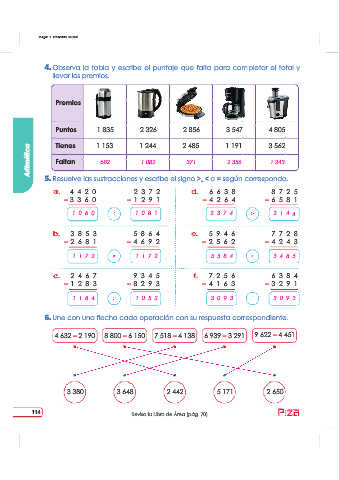 4. Observa la tabla y escribe el puntaje que falta para completar el total y
llevar los premios.
Premios
Puntos 1 835 2 326 2 856 3 547 4 805
Tienes 1 153 1 244 2 485 1 191 3 562
Faltan 682 1 082 371 2 356 1 243
Aritmética
5. Resuelve las sustracciones y escribe el signo >, < o = según corresponda.
a. 4 4 2 0 2 3 7 2 d. 6 6 3 8 8 7 2 5
– 3 3 6 0 – 1 2 9 1 – 4 2 6 4 – 6 5 8 1
1 0 6 0 1 0 8 1 2 3 7 4 > 2 1 4 4
b. 3 8 5 3 5 8 6 4 e. 5 9 4 6 7 7 2 8
– 2 6 8 1 – 4 6 9 2 – 2 5 6 2 – 4 2 4 3
1 1 7 2 = 1 1 7 2 3 3 8 4 < 3 4 8 5
c. 2 4 6 7 9 3 4 5 f. 7 2 5 6 6 3 8 4
– 1 2 8 3 – 8 2 9 3 – 4 1 6 3 – 3 2 9 1
1 1 8 4 1 0 5 2 3 0 9 3 3 0 9 3
6. Une con una flecha cada operación con su respuesta correspondiente.
4 632 – 2 190 8 800 – 6 150 7 518 – 4 138 6 939 – 3 291 9 622 – 4 451
3 380 3 648 2 442 5 171 2 650
114 Revisa la Libro de Área (pág. 70)